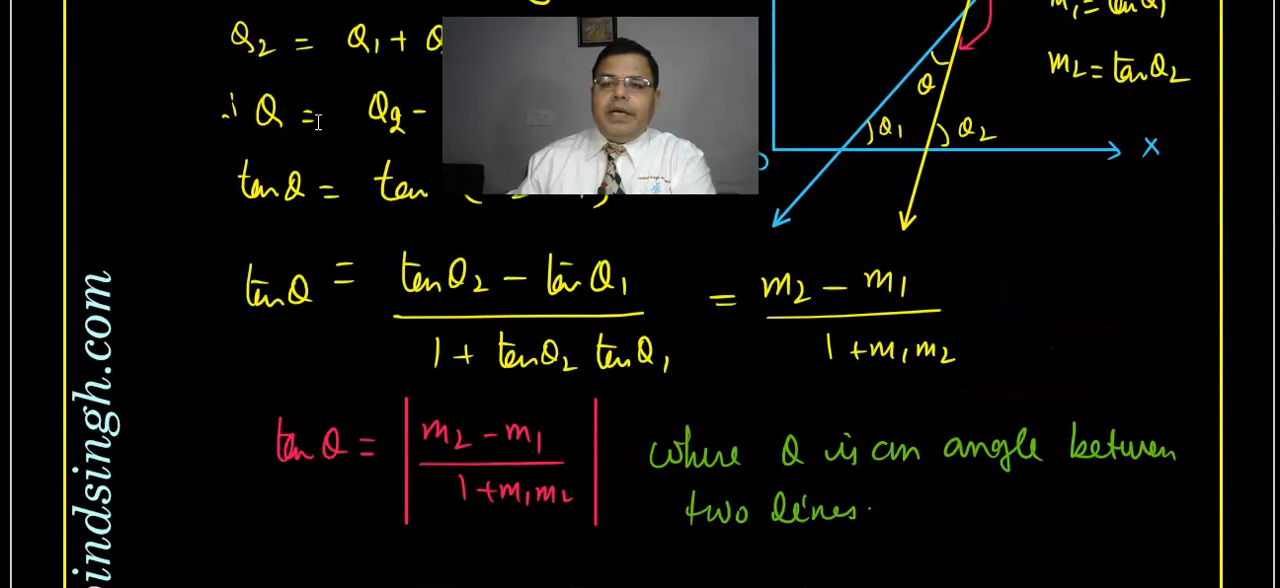 θ₂ = θ₁ + θ
∴ θ = θ₂ -
tanθ = tan
tanθ = (tanθ₂ - tanθ₁) / (1 + tanθ₂ tanθ₁) = (m₂ - m₁) / (1 + m₁m₂)
tanθ = |(m₂ - m₁) / (1 + m₁m₂)| where θ is an angle between
two lines.
m₁ = tanθ₁
m₂ = tanθ₂
θ
θ₁ θ₂
X
indsingh.com